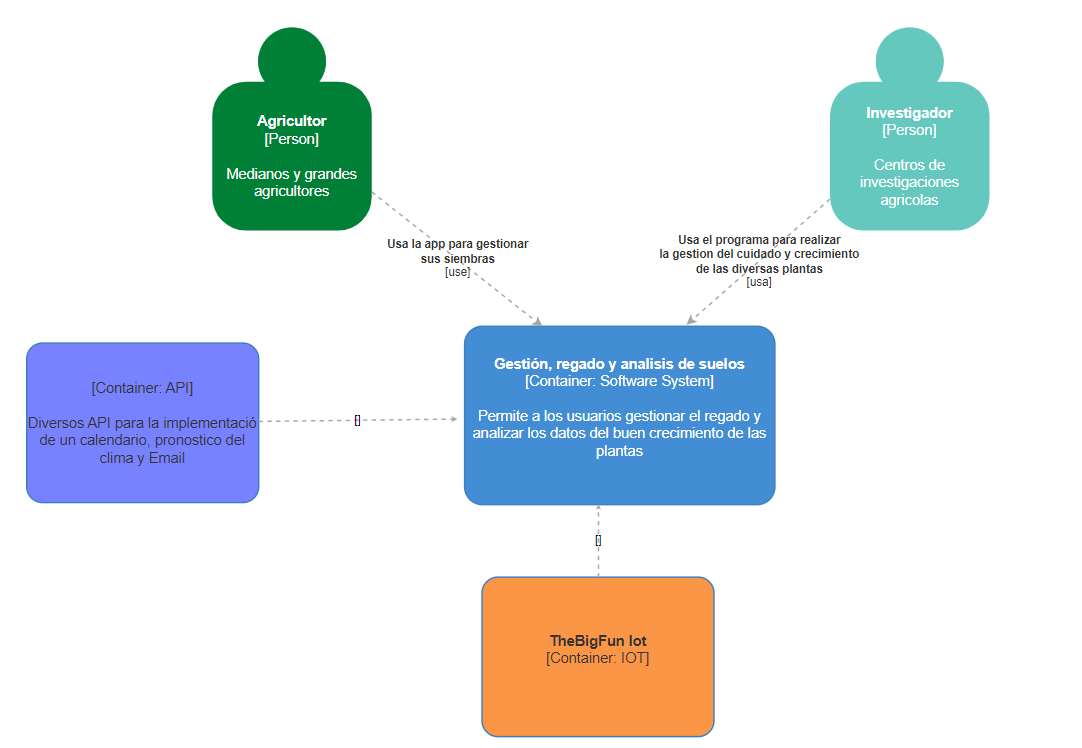 Agricultor
[Person]
Medianos y grandes
agricultores
Investigador
[Person]
Centros de
investigaciones
agricolas
Usa la app para gestionar
sus siembras
[use]
Usa el programa para realizar
la gestion del cuidado y crecimiento
de las diversas plantas
[usa]
[Container: API]
Diversos API para la implementació
de un calendario, pronostico del
clima y Email
[]
Gestión, regado y analisis de suelos
[Container: Software System]
Permite a los usuarios gestionar el regado y
analizar los datos del buen crecimiento de las
plantas
[]
TheBigFun Iot
[Container: IOT]